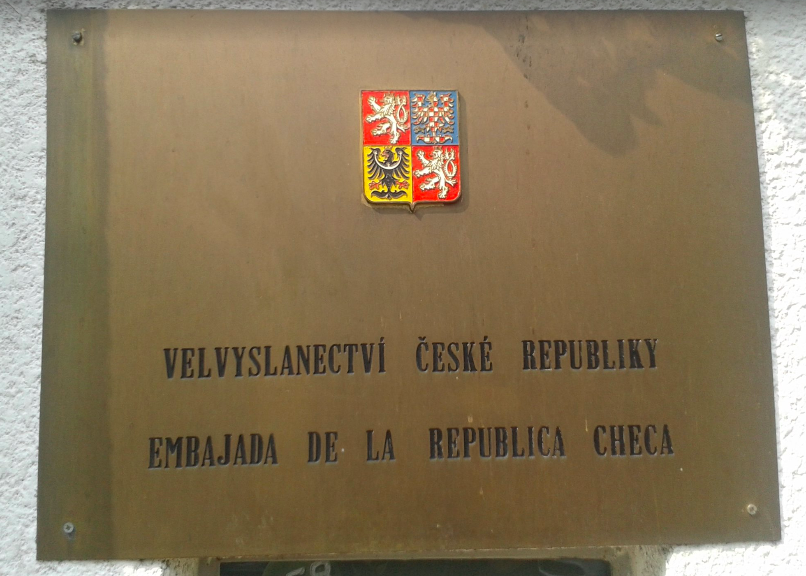 VELVYSLANECTVÍ ČESKÉ REPUBLIKY
EMBAJADA DE LA REPUBLICA CHECA